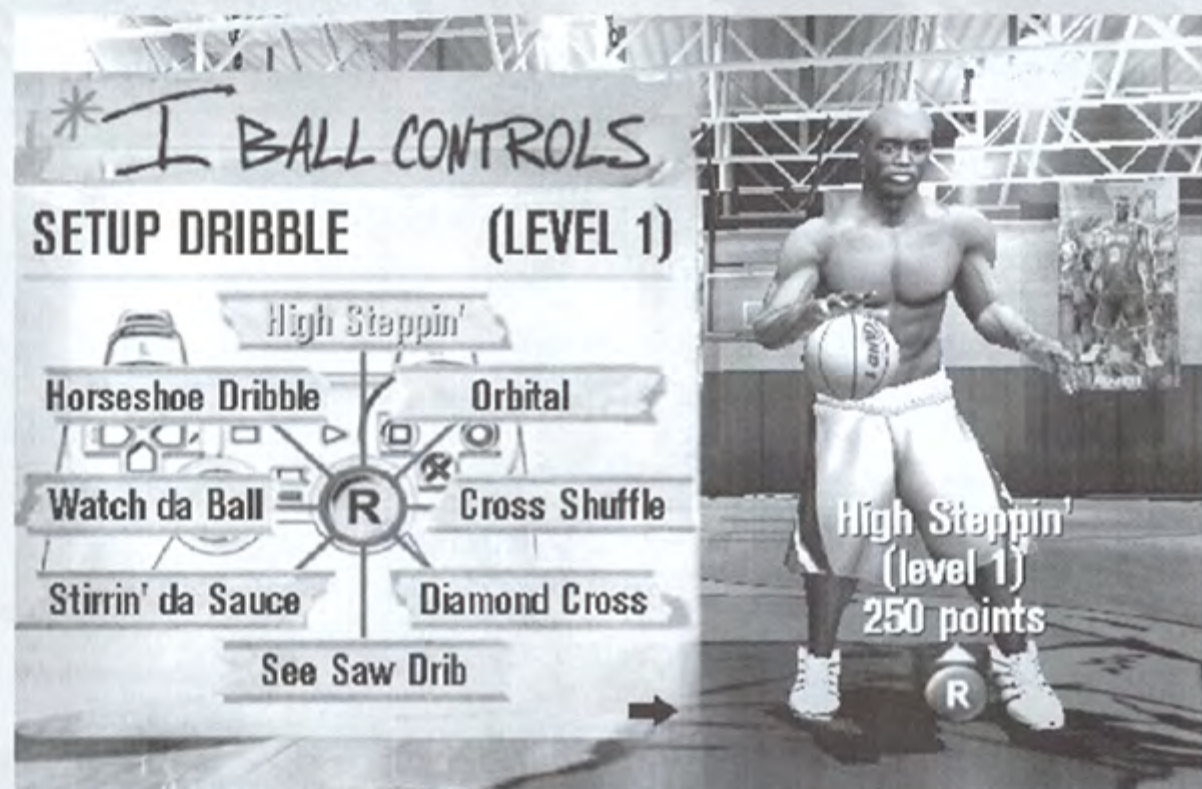 * I BALL CONTROLS
SETUP DRIBBLE (LEVEL 1)
High Steppin'
Horseshoe Dribble
Orbital
Watch da Ball
R
Cross Shuffle
Stirrin' da Sauce
Diamond Cross
See Saw Drib
High Steppin'
(level 1)
250 points
R